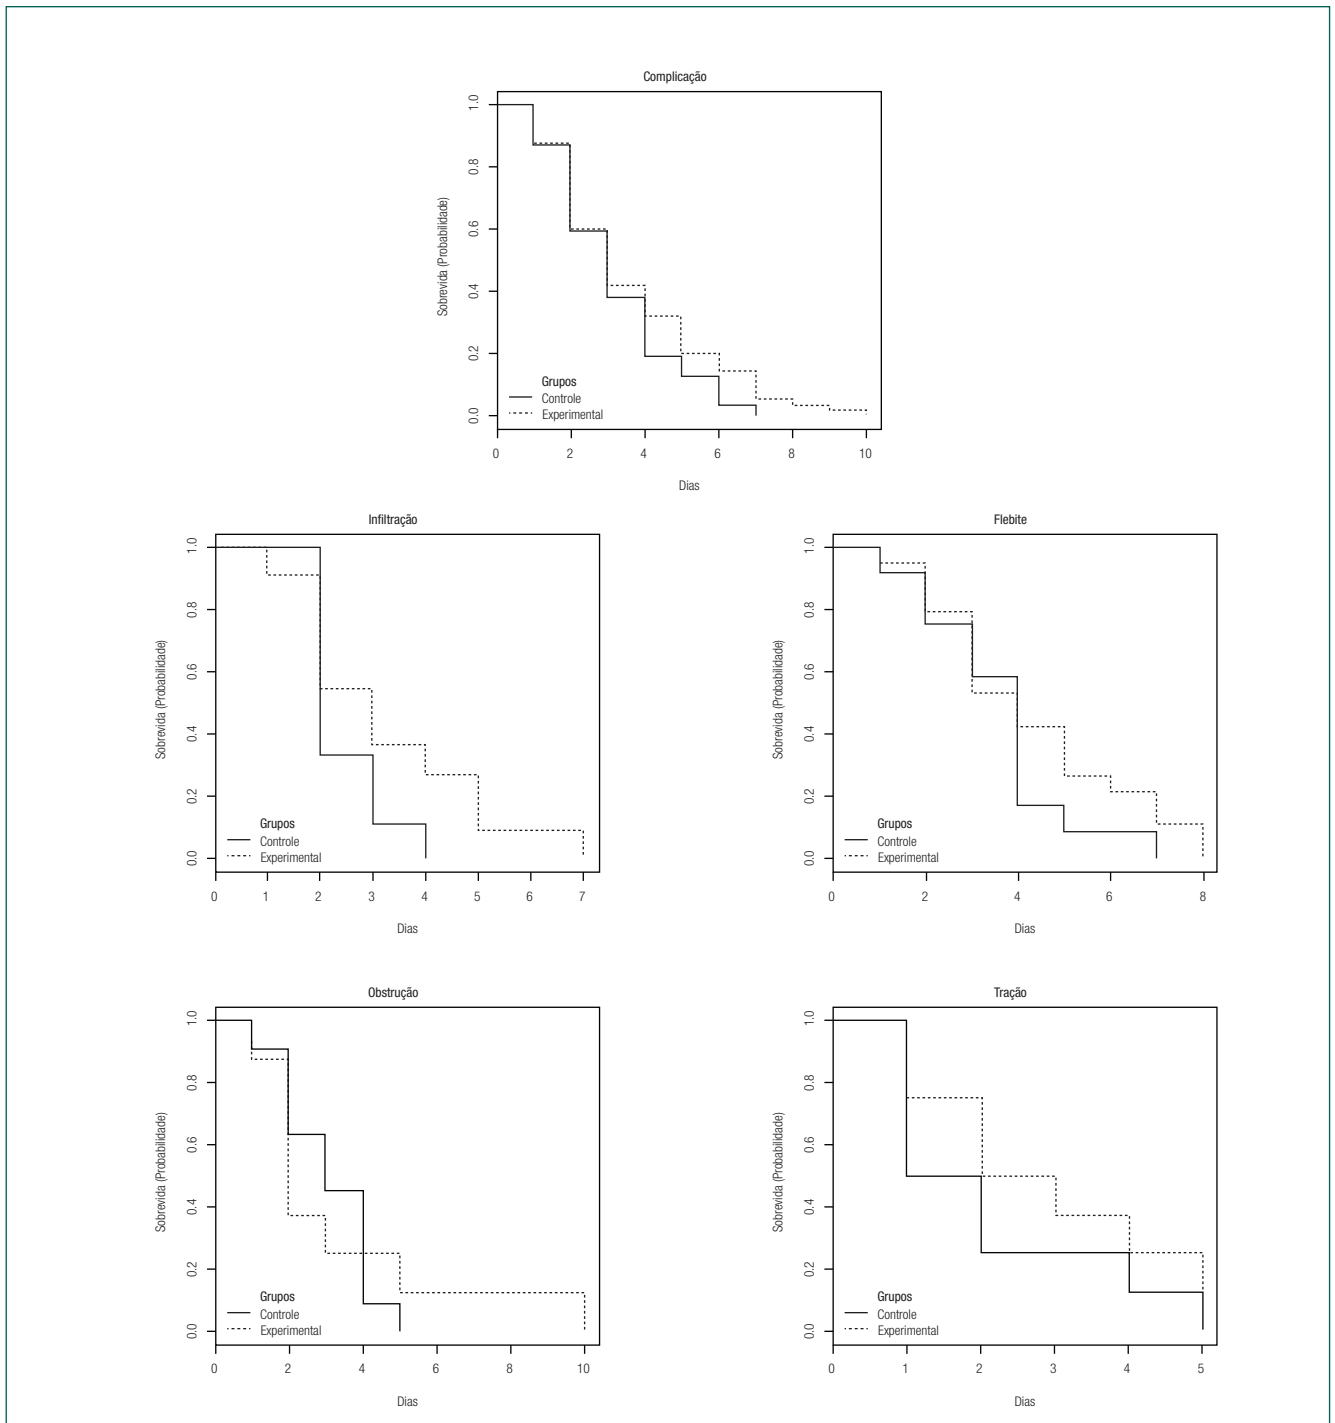 Complicação
Sobrevida (Probabilidade)
1.0
0.8
0.6
0.4
0.2
0.0
Grupos
Controle
Experimental
0 2 4 6 8 10
Dias
Infiltração
Sobrevida (Probabilidade)
1.0
0.8
0.6
0.4
0.2
0.0
Grupos
Controle
Experimental
0 1 2 3 4 5 6 7
Dias
Flebite
Sobrevida (Probabilidade)
1.0
0.8
0.6
0.4
0.2
0.0
Grupos
Controle
Experimental
0 2 4 6 8
Dias
Obstrução
Sobrevida (Probabilidade)
1.0
0.8
0.6
0.4
0.2
0.0
Grupos
Controle
Experimental
0 2 4 6 8 10
Dias
Tração
Sobrevida (Probabilidade)
1.0
0.8
0.6
0.4
0.2
0.0
Grupos
Controle
Experimental
0 1 2 3 4 5
Dias